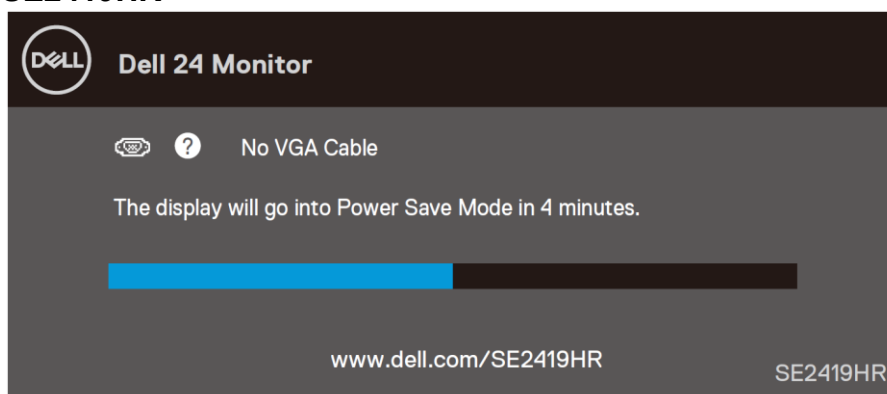 DELL
Dell 24 Monitor
? No VGA Cable
The display will go into Power Save Mode in 4 minutes.
www.dell.com/SE2419HR
SE2419HR